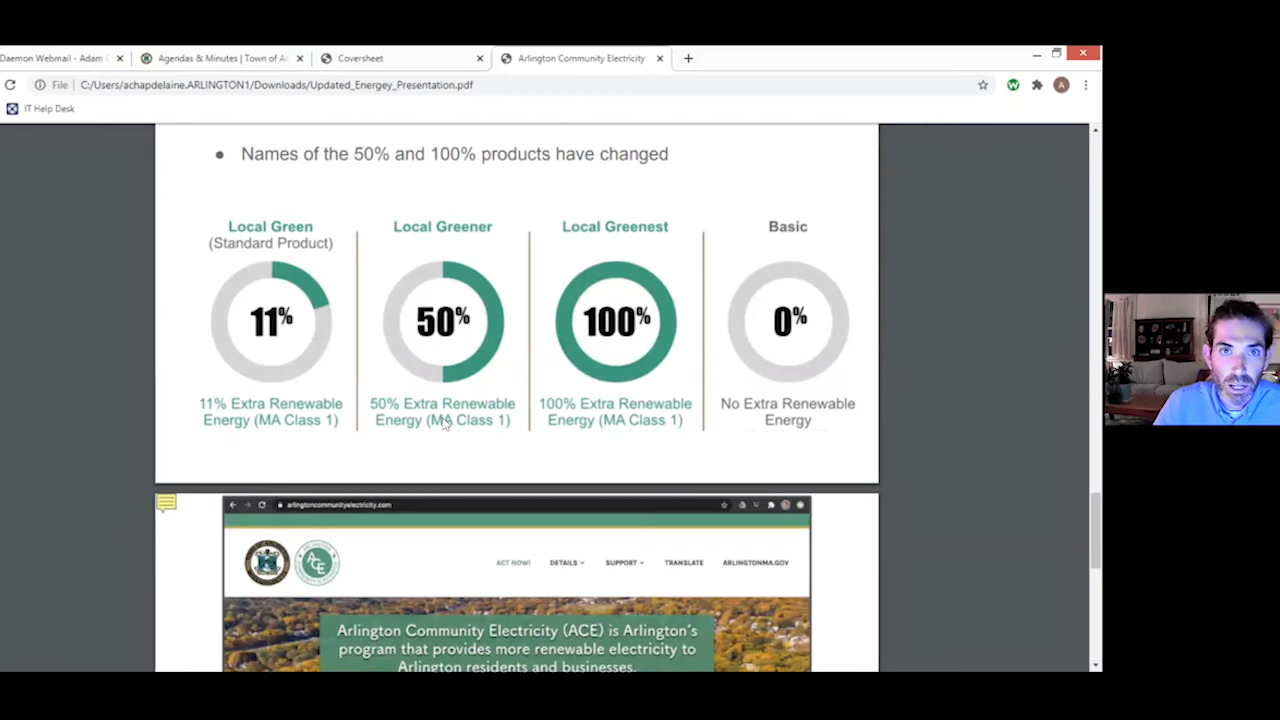 Daemon Webmail - Adam
Agendas & Minutes | Town of Ar
Coversheet
Arlington Community Electricity
File
C:/Users/achapdelaine.ARLINGTON1/Downloads/Updated_Energey_Presentation.pdf
A
IT Help Desk
Names of the 50% and 100% products have changed
Local Green
(Standard Product)
11%
11% Extra Renewable
Energy (MA Class 1)
Local Greener
50%
50% Extra Renewable
Energy (MA Class 1)
Local Greenest
100%
100% Extra Renewable
Energy (MA Class 1)
Basic
0%
No Extra Renewable
Energy
arlingtoncommunityelectricity.com
ACE
ACT NOW!
DETAILS
SUPPORT
TRANSLATE
ARLINGTONMA.GOV
Arlington Community Electricity (ACE) is Arlington's
program that provides more renewable electricity to
Arlington residents and businesses.